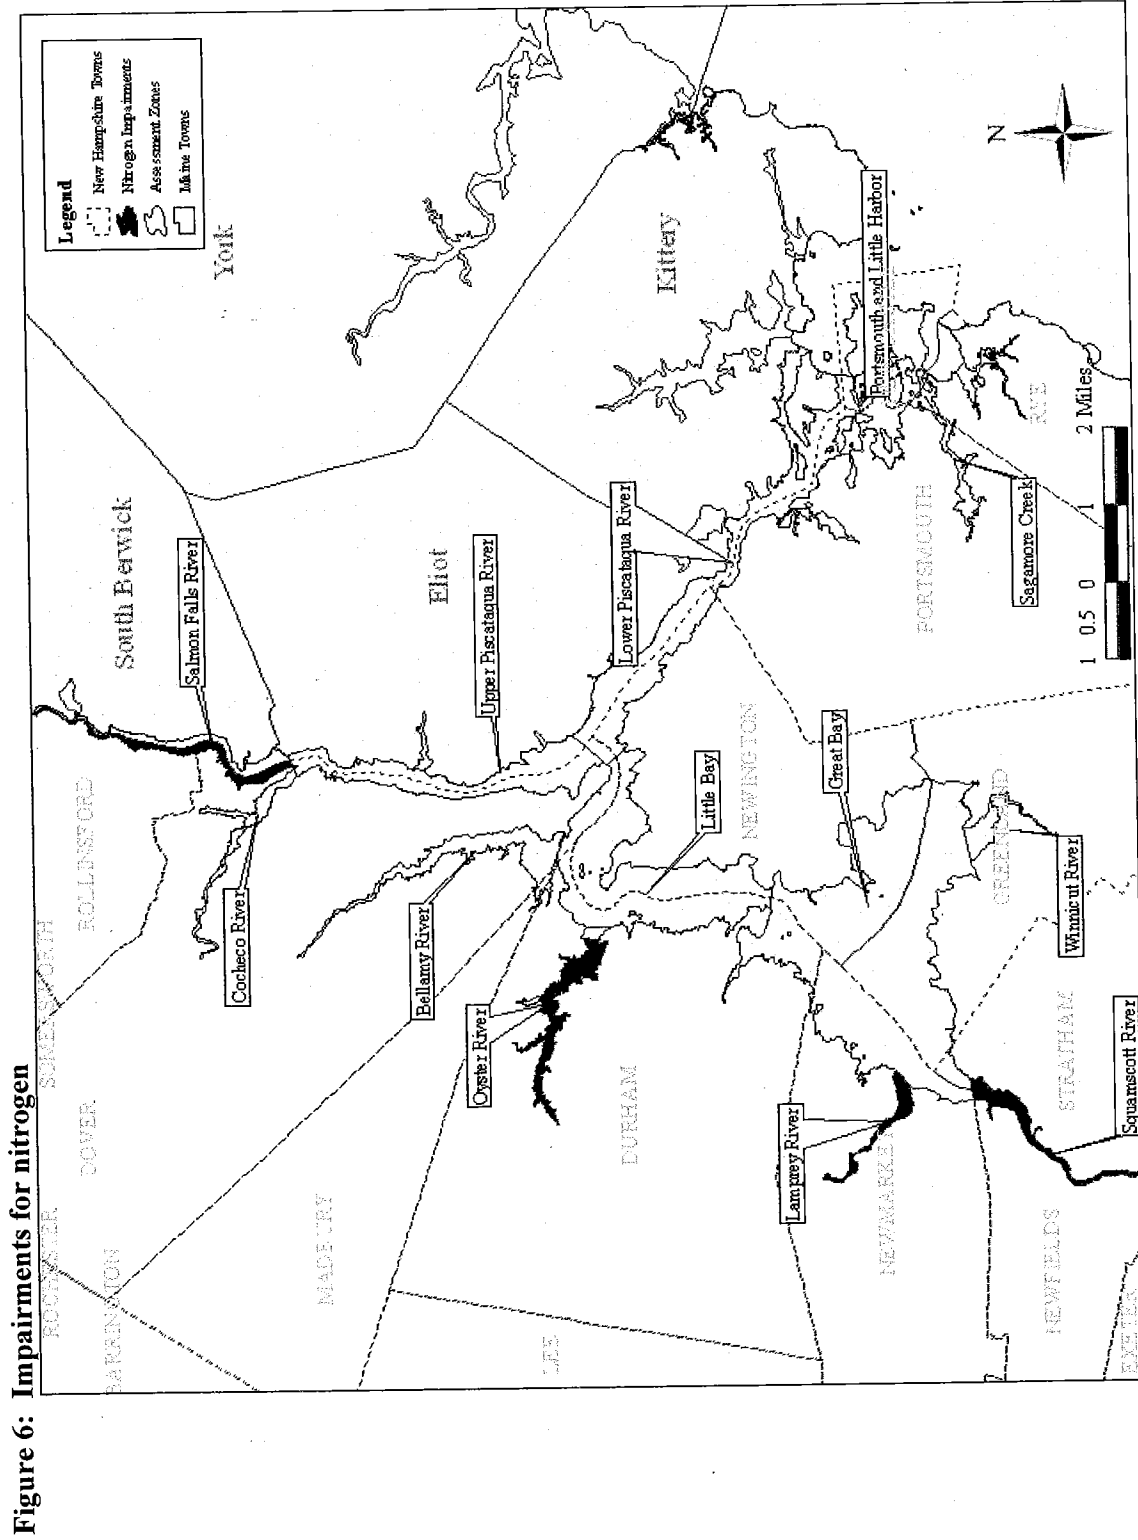 Figure 6: Impairments for nitrogen
Legend
New Hampshire Towns
Nitrogen Impairments
Assessment Zones
Maine Towns
York
South Berwick
Salmon Falls River
Eliot
Kittery
ROLLINSFORD
SOMERSWORTH
ROCHESTER
DOVER
BARRINGTON
Cocheco River
Upper Piscataqua River
Lower Piscataqua River
Portsmouth and Little Harbor
N
MADBURY
Bellamy River
Oyster River
Little Bay
NEWINGTON
Great Bay
PORTSMOUTH
Sagamore Creek
RYE
LEE
DURHAM
Lamprey River
NEWMARKET
GREENLAND
Winnicut River
STRATHAM
Squamscott River
NEWFIELDS
EXETER
1 0.5 0 1 2 Miles